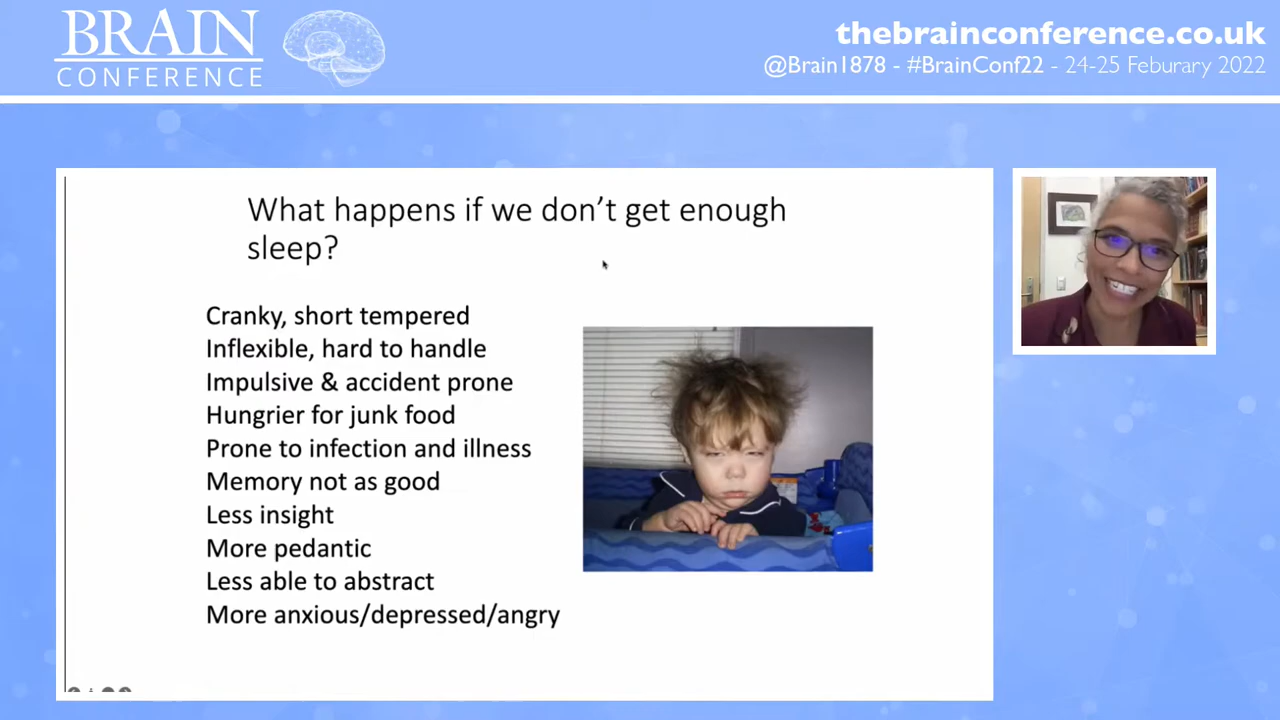 BRAIN
CONFERENCE
thebrainconference.co.uk
@Brain1878 - #BrainConf22 - 24-25 Feburary 2022
What happens if we don’t get enough
sleep?
Cranky, short tempered
Inflexible, hard to handle
Impulsive & accident prone
Hungrier for junk food
Prone to infection and illness
Memory not as good
Less insight
More pedantic
Less able to abstract
More anxious/depressed/angry